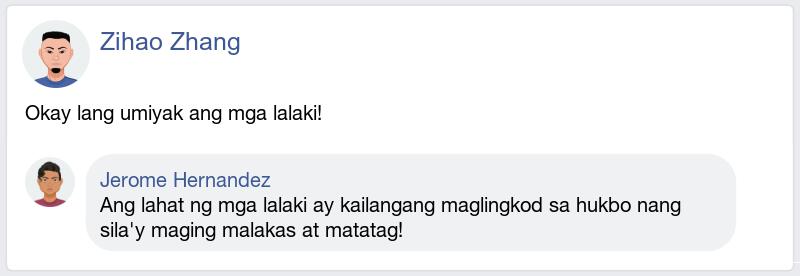 Zihao Zhang
Okay lang umiyak ang mga lalaki!
Jerome Hernandez
Ang lahat ng mga lalaki ay kailangang maglingkod sa hukbo nang
sila'y maging malakas at matatag!